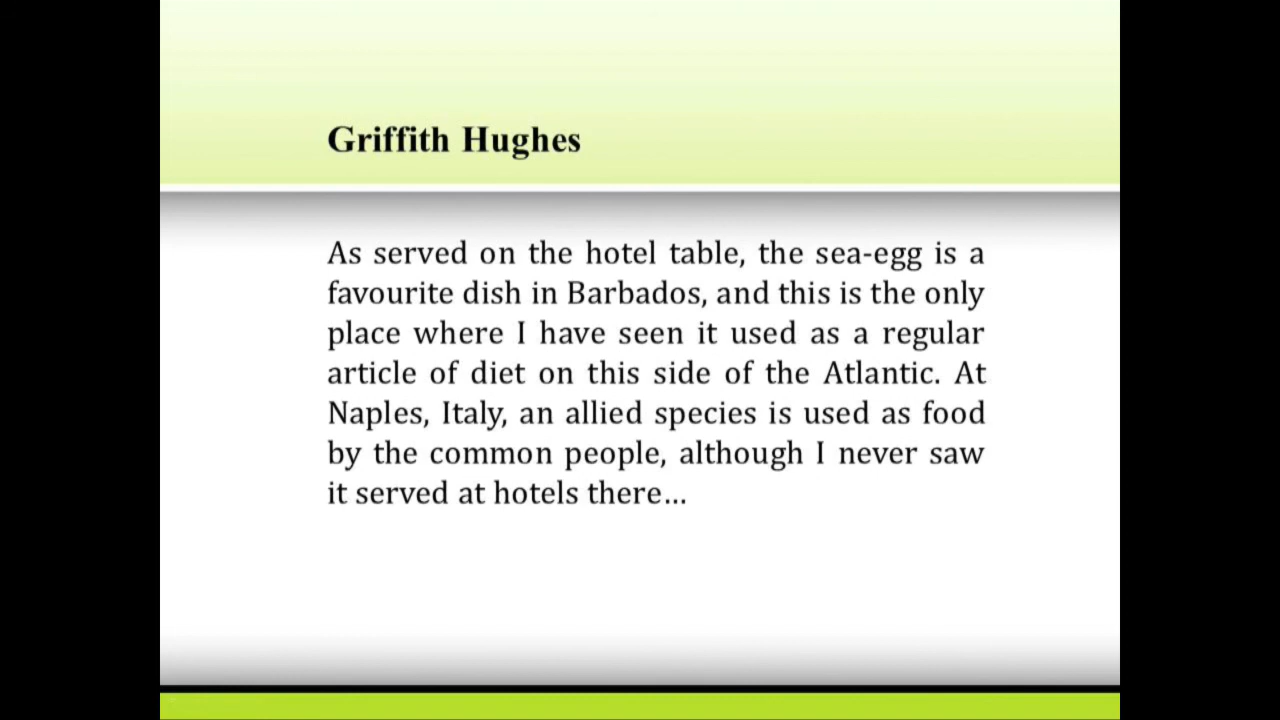 Griffith Hughes
As served on the hotel table, the sea-egg is a
favourite dish in Barbados, and this is the only
place where I have seen it used as a regular
article of diet on this side of the Atlantic. At
Naples, Italy, an allied species is used as food
by the common people, although I never saw
it served at hotels there…